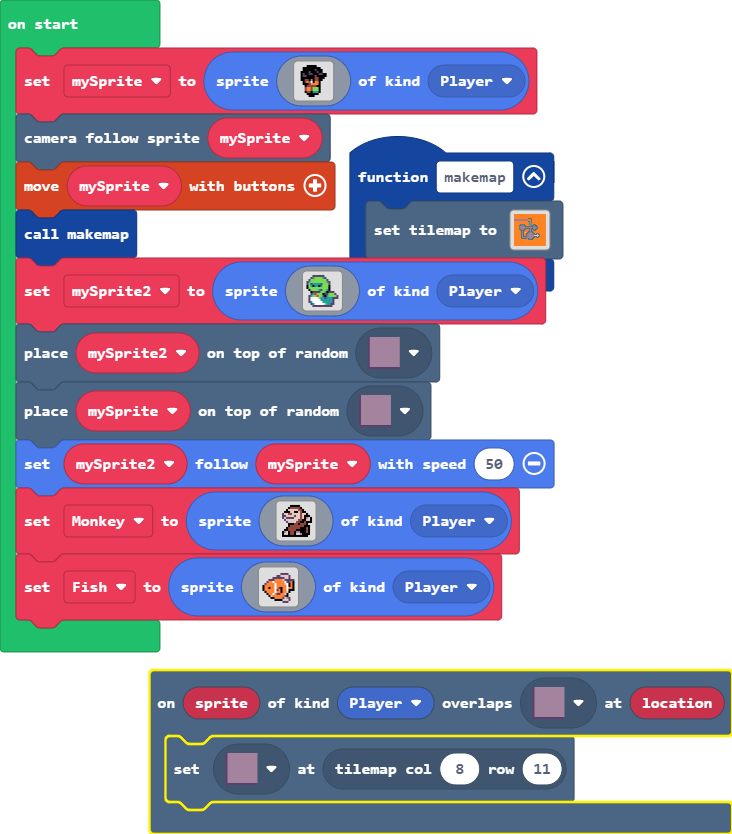 on start
set mySprite to sprite of kind Player
camera follow sprite mySprite
function makemap
move mySprite with buttons
call makemap
set tilemap to
set mySprite2 to sprite of kind Player
place mySprite2 on top of random
place mySprite on top of random
set mySprite2 follow mySprite with speed 50
set Monkey to sprite of kind Player
set Fish to sprite of kind Player
on sprite of kind Player overlaps at location
set at tilemap col 8 row 11